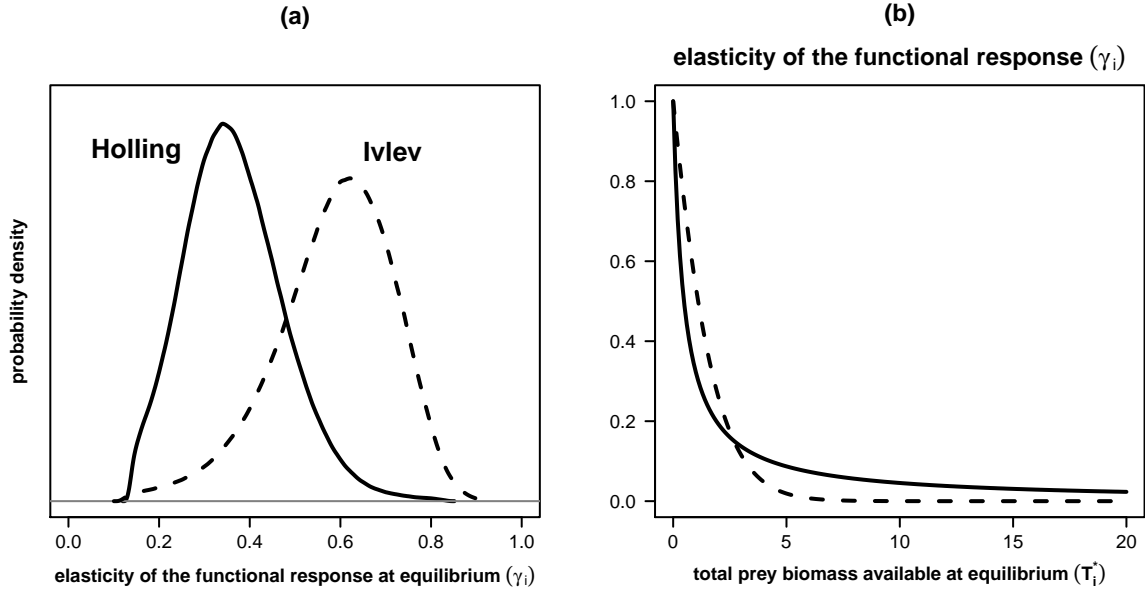 (a)
Holling
Ivlev
probability density
0.0 0.2 0.4 0.6 0.8 1.0
elasticity of the functional response at equilibrium (γi)
(b)
elasticity of the functional response (γi)
1.0
0.8
0.6
0.4
0.2
0.0
0 5 10 15 20
total prey biomass available at equilibrium (Ti*)